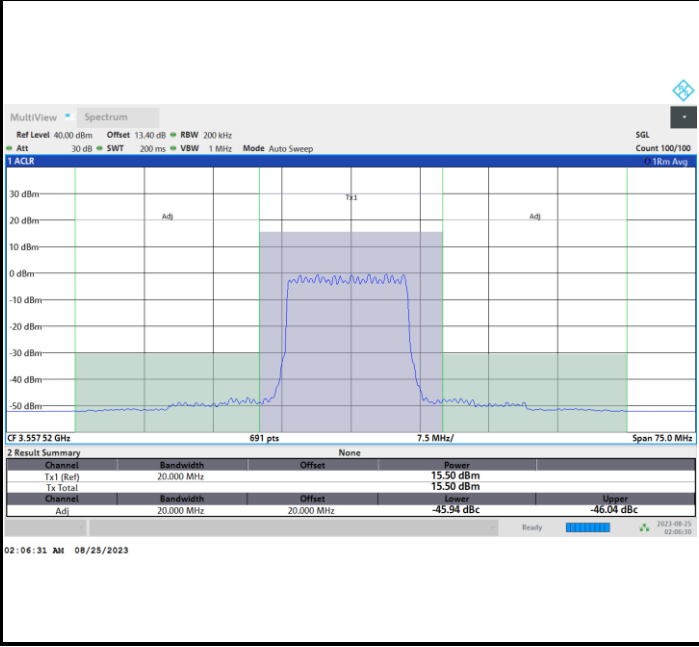 MultiView Spectrum
Ref Level 40.00 dBm Offset 13.40 dB RBW 200 kHz SGL
Att 30 dB SWT 200 ms VBW 1 MHz Mode Auto Sweep Count 100/100
1 ACLR 1Rm Avg
30 dBm
Tx1
20 dBm
Adj Adj
10 dBm
0 dBm
-10 dBm
-20 dBm
-30 dBm
-40 dBm
-50 dBm
CF 3.557 52 GHz 691 pts 7.5 MHz/ Span 75.0 MHz
2 Result Summary None
Channel Bandwidth Offset Power
Tx1 (Ref) 20.000 MHz 15.50 dBm
Tx Total 15.50 dBm
Channel Bandwidth Offset Lower Upper
Adj 20.000 MHz 20.000 MHz -45.94 dBc -46.04 dBc
Ready 2023-08-25
02:06:30
02:06:31 AM 08/25/2023